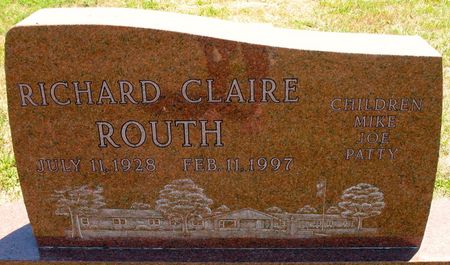 RICHARD CLAIRE
ROUTH
JULY 11, 1928 FEB. 11, 1997
CHILDREN
MIKE
JOE
PATTY